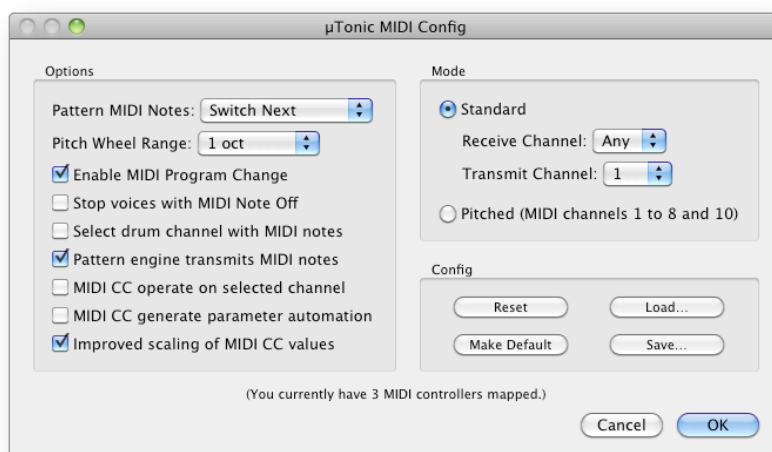 µTonic MIDI Config
Options
Pattern MIDI Notes: Switch Next
Pitch Wheel Range: 1 oct
Enable MIDI Program Change
Stop voices with MIDI Note Off
Select drum channel with MIDI notes
Pattern engine transmits MIDI notes
MIDI CC operate on selected channel
MIDI CC generate parameter automation
Improved scaling of MIDI CC values
Mode
Standard
Receive Channel: Any
Transmit Channel: 1
Pitched (MIDI channels 1 to 8 and 10)
Config
Reset Load...
Make Default Save...
(You currently have 3 MIDI controllers mapped.)
Cancel OK